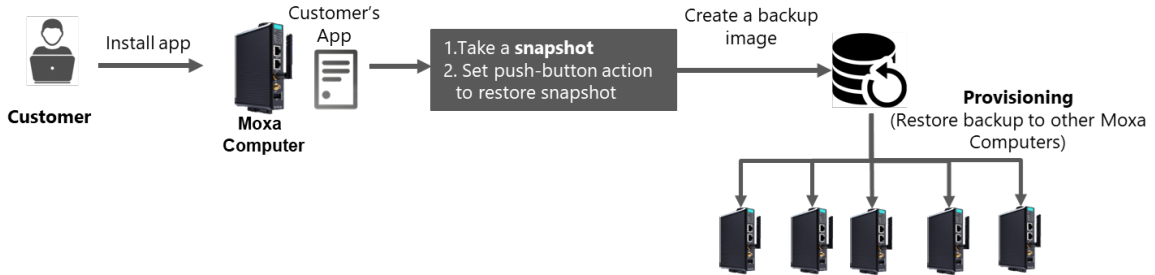 Customer
Install app
Moxa
Computer
Customer's
App
1.Take a snapshot
2. Set push-button action
to restore snapshot
Create a backup
image
Provisioning
(Restore backup to other Moxa
Computers)